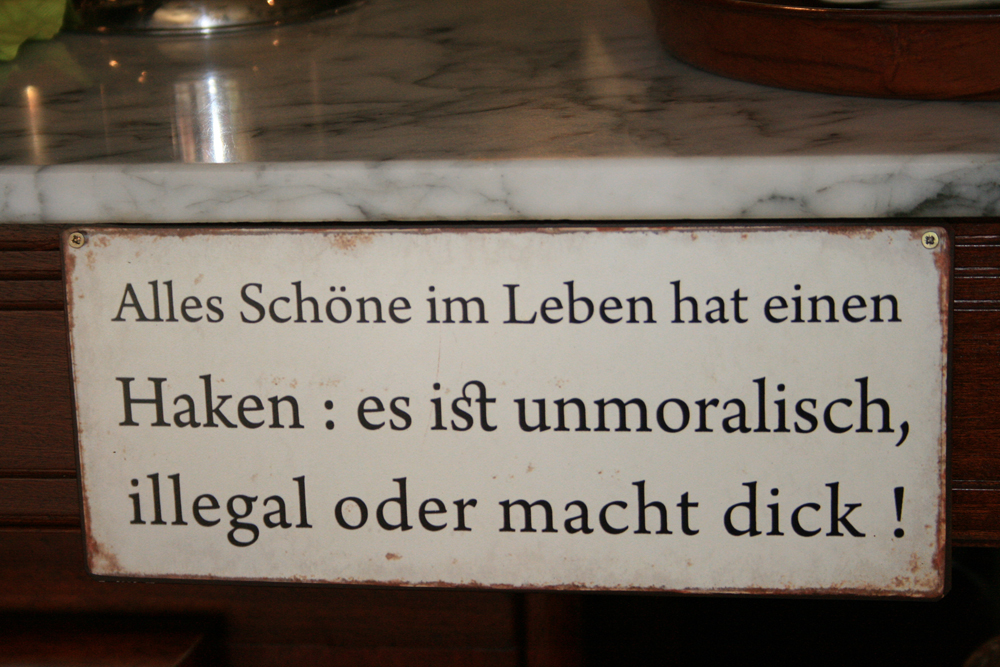 Alles Schöne im Leben hat einen
Haken : es ist unmoralisch,
illegal oder macht dick !